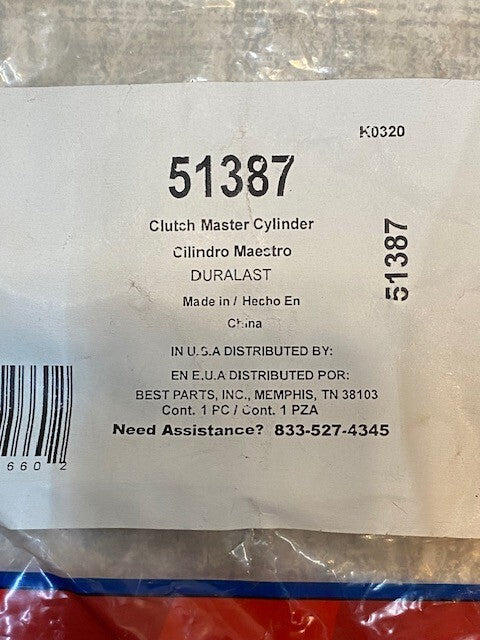 K0320
51387
Clutch Master Cylinder
Cilindro Maestro
DURALAST
Made in / Hecho En
China
51387
IN U.S.A DISTRIBUTED BY:
EN E.U.A DISTRIBUTED POR:
BEST PARTS, INC., MEMPHIS, TN 38103
Cont. 1 PC / Cont. 1 PZA
Need Assistance? 833-527-4345
660 2